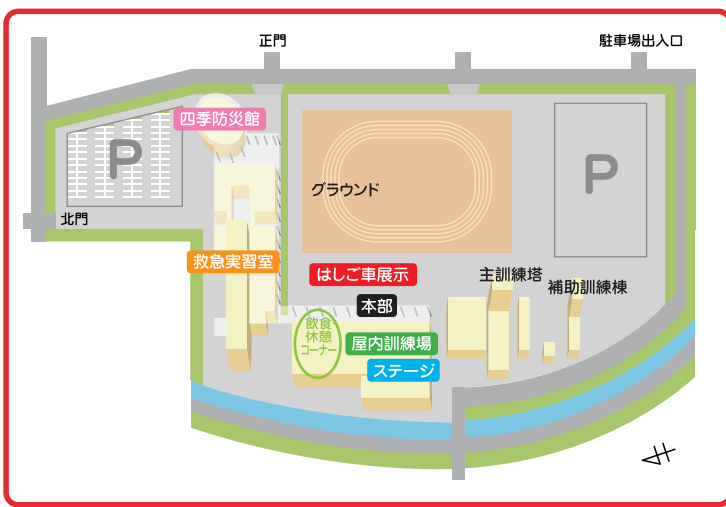 正門
駐車場出入口
四季防災館
P
P
グラウンド
北門
救急実習室
はしご車展示
主訓練塔
補助訓練棟
本部
飲食
休憩
コーナー
屋内訓練場
ステージ